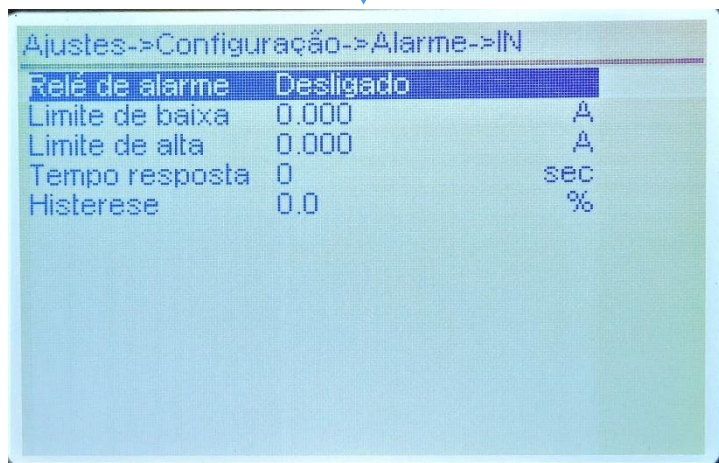 Ajustes->Configuração->Alarme->IN
Relé de alarme Desligado
Limite de baixa 0.000 A
Limite de alta 0.000 A
Tempo resposta 0 sec
Histerese 0.0 %